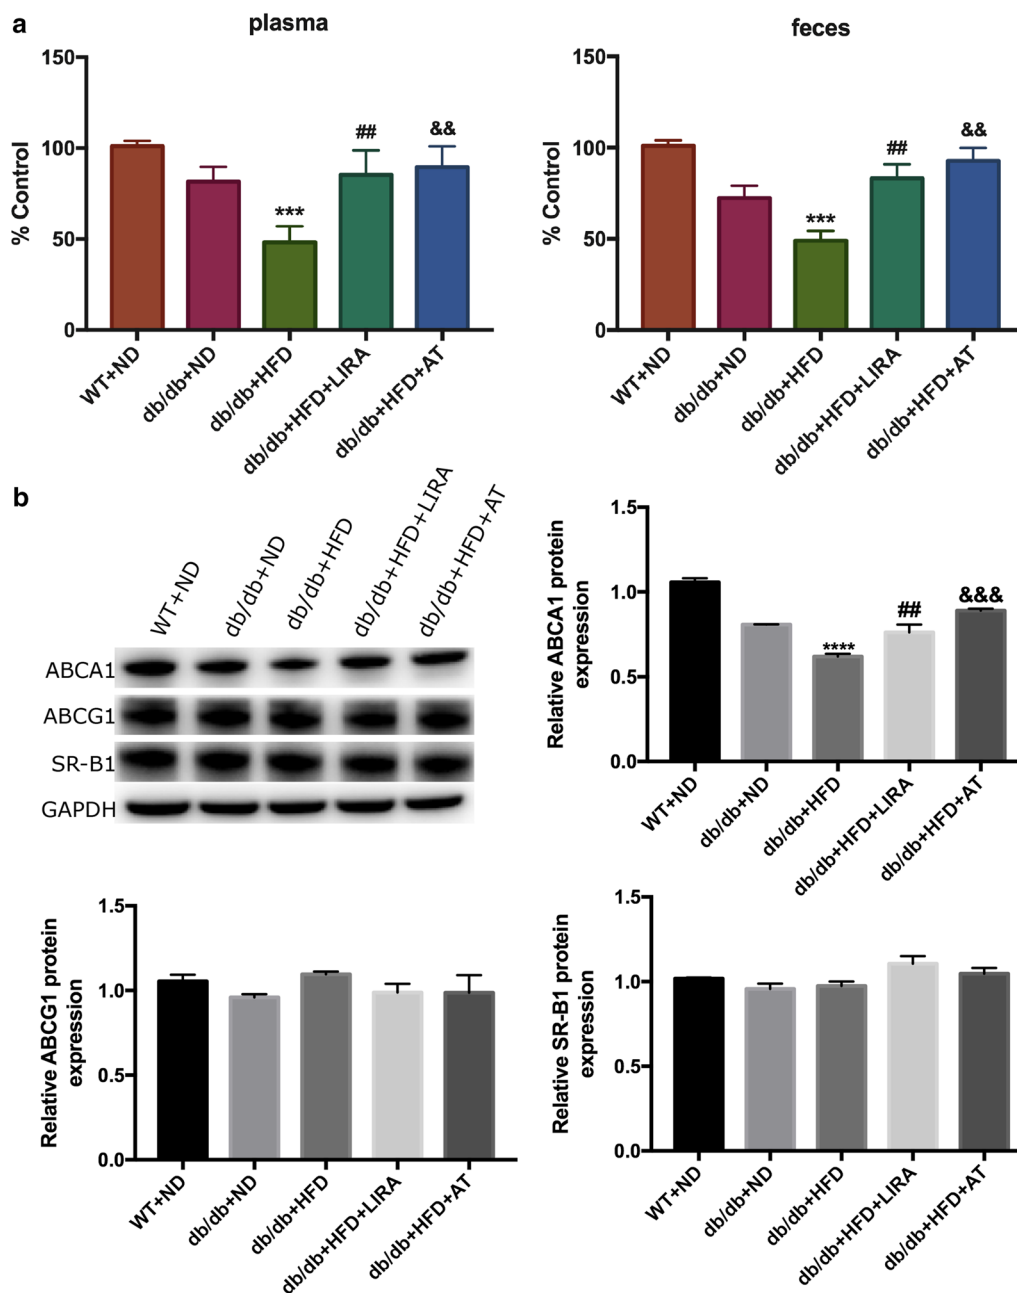 a
plasma
150
100
50
0
% Control
***
##
&&
WT+ND
db/db+ND
db/db+HFD
db/db+HFD+LIRA
db/db+HFD+AT
feces
150
100
50
0
% Control
***
##
&&
WT+ND
db/db+ND
db/db+HFD
db/db+HFD+LIRA
db/db+HFD+AT
b
WT+ND
db/db+ND
db/db+HFD
db/db+HFD+LIRA
db/db+HFD+AT
ABCA1
ABCG1
SR-B1
GAPDH
1.5
1.0
0.5
0.0
Relative ABCA1 protein
expression
****
##
&&&
WT+ND
db/db+ND
db/db+HFD
db/db+HFD+LIRA
db/db+HFD+AT
1.5
1.0
0.5
0.0
Relative ABCG1 protein
expression
WT+ND
db/db+ND
db/db+HFD
db/db+HFD+LIRA
db/db+HFD+AT
1.5
1.0
0.5
0.0
Relative SR-B1 protein
expression
WT+ND
db/db+ND
db/db+HFD
db/db+HFD+LIRA
db/db+HFD+AT